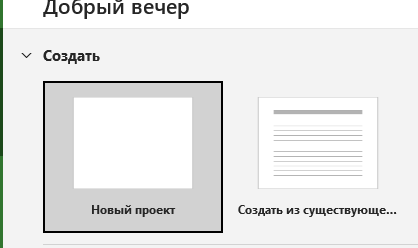 Добрый вечер
Создать
Новый проект
Создать из существующе...